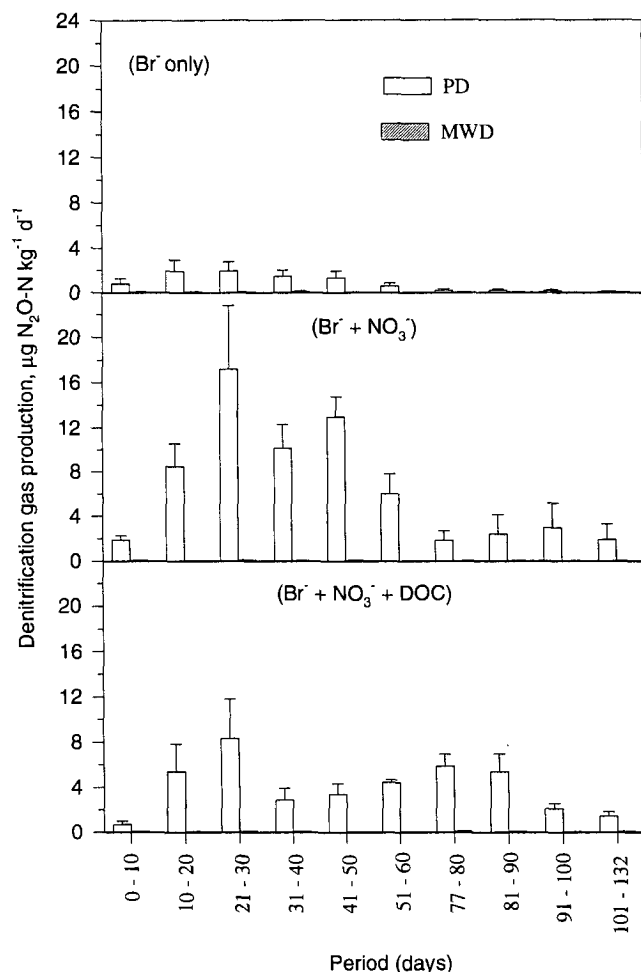 Denitrification gas production, µg N₂O-N kg⁻¹ d⁻¹
24
20
16
12
8
4
0
(Br⁻ only)
PD
MWD
20
16
12
8
4
0
(Br⁻ + NO₃⁻)
20
16
12
8
4
0
(Br⁻ + NO₃⁻ + DOC)
0 - 10
10 - 20
21 - 30
31 - 40
41 - 50
51 - 60
77 - 80
81 - 90
91 - 100
101 - 132
Period (days)